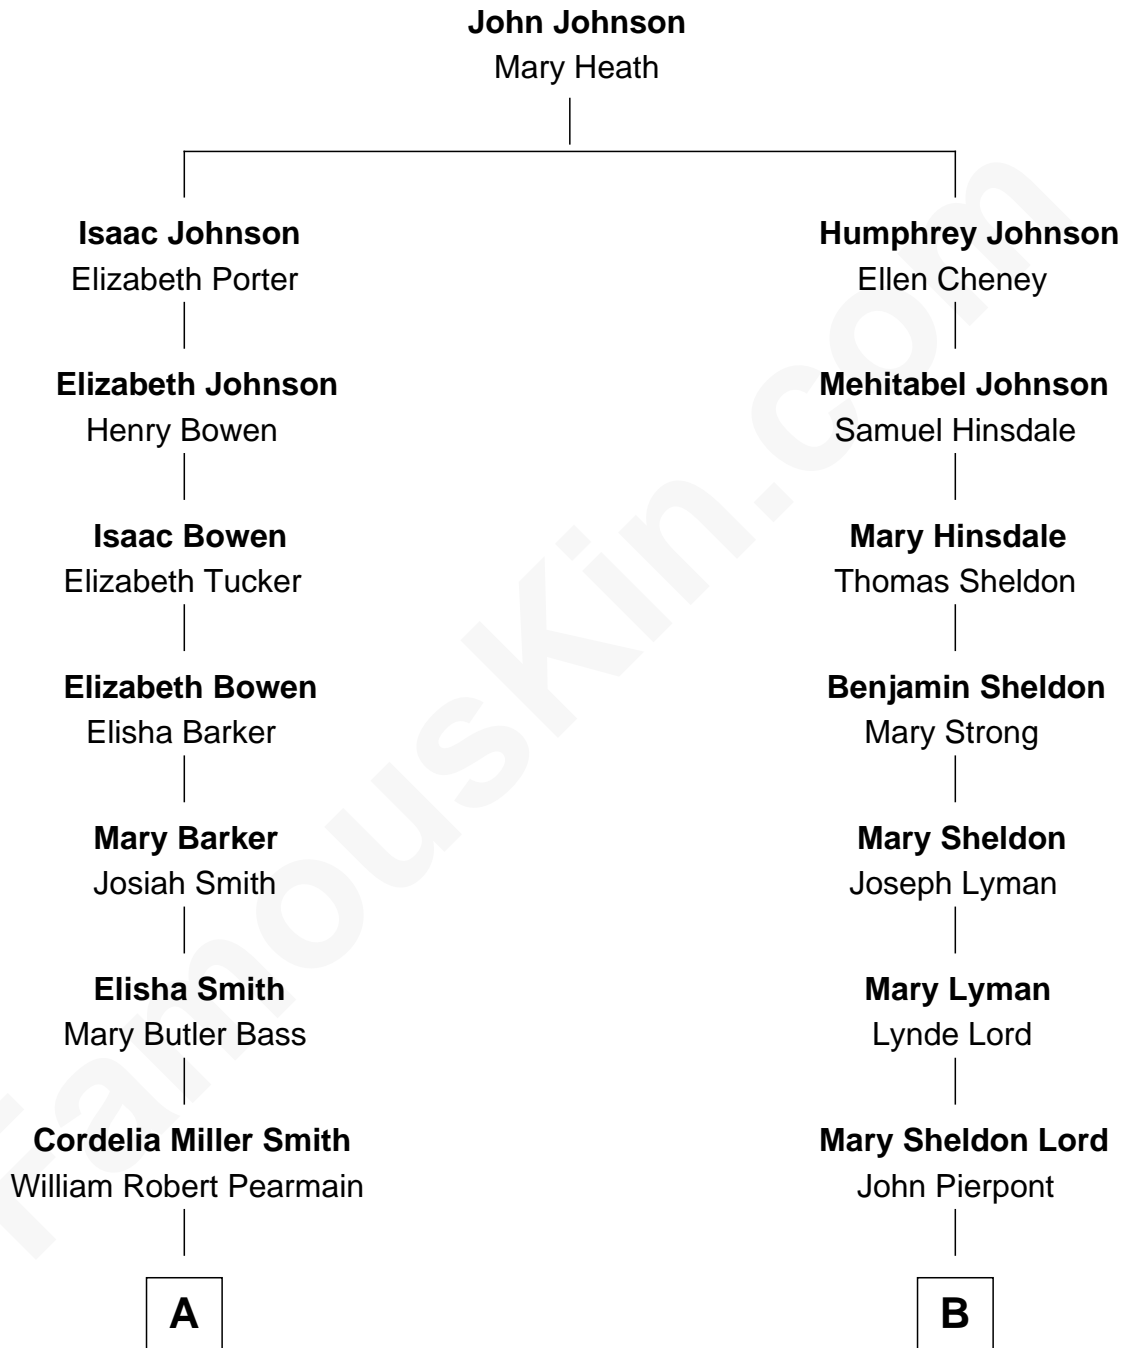 John Johnson
Mary Heath
Isaac Johnson
Elizabeth Porter
Humphrey Johnson
Ellen Cheney
Elizabeth Johnson
Henry Bowen
Mehitabel Johnson
Samuel Hinsdale
Isaac Bowen
Elizabeth Tucker
Mary Hinsdale
Thomas Sheldon
Elizabeth Bowen
Elisha Barker
Benjamin Sheldon
Mary Strong
Mary Barker
Josiah Smith
Mary Sheldon
Joseph Lyman
Elisha Smith
Mary Butler Bass
Mary Lyman
Lynde Lord
Cordelia Miller Smith
William Robert Pearmain
Mary Sheldon Lord
John Pierpont
A
B
FamousKin.com